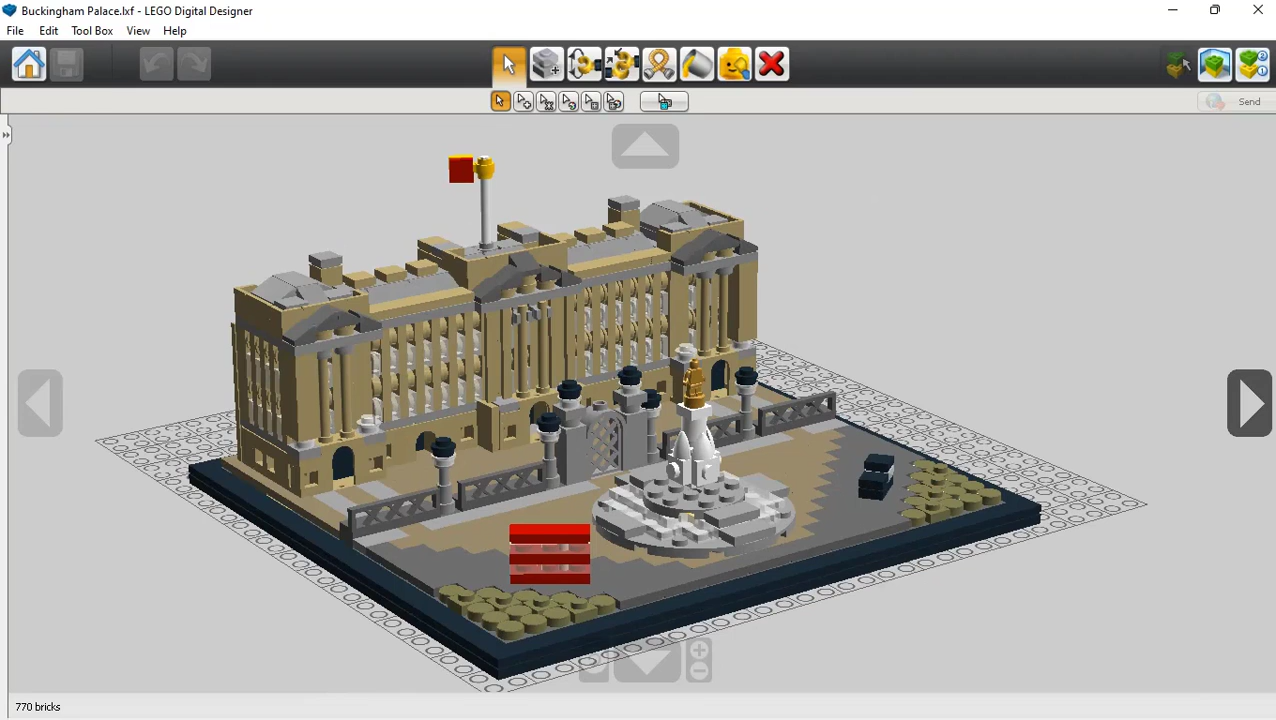 Buckingham Palace.lxf - LEGO Digital Designer
File Edit Tool Box View Help
Send
770 bricks